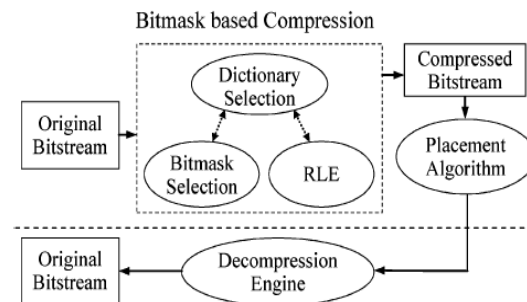 Bitmask based Compression
Original
Bitstream
Dictionary
Selection
Bitmask
Selection
RLE
Compressed
Bitstream
Placement
Algorithm
Original
Bitstream
Decompression
Engine